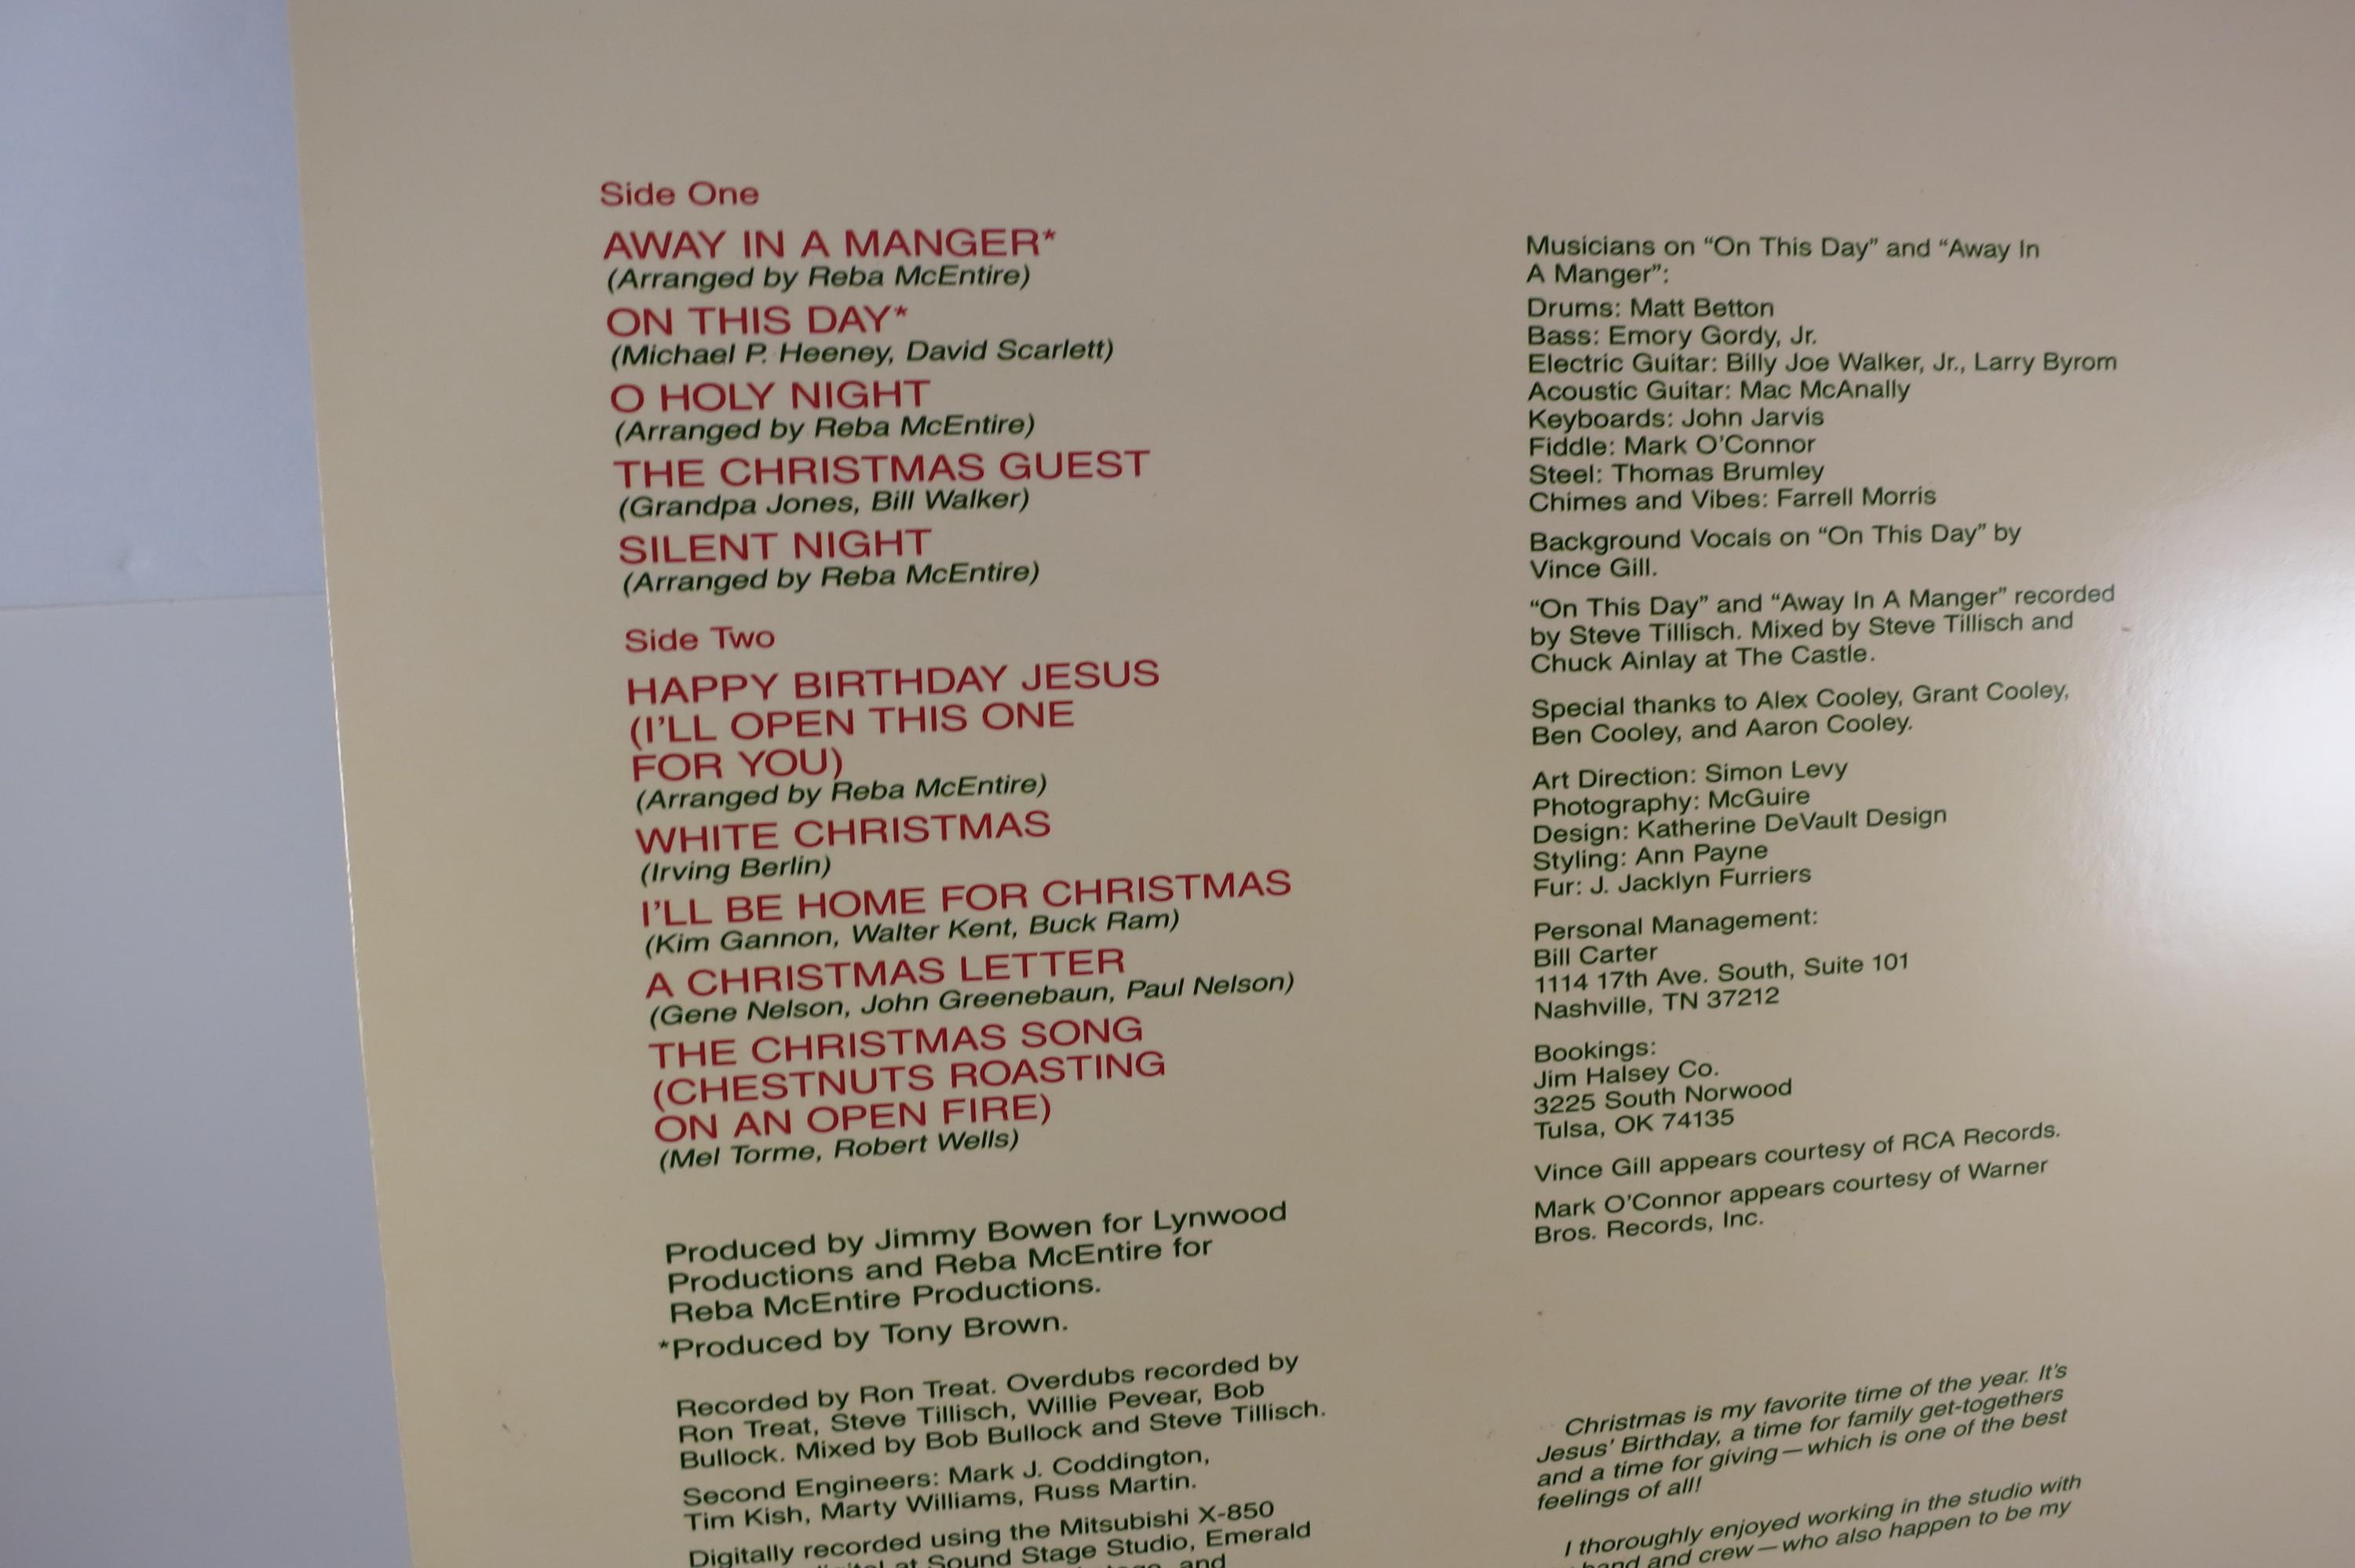 Side One
AWAY IN A MANGER*
(Arranged by Reba McEntire)
ON THIS DAY*
(Michael P. Heeney, David Scarlett)
O HOLY NIGHT
(Arranged by Reba McEntire)
THE CHRISTMAS GUEST
(Grandpa Jones, Bill Walker)
SILENT NIGHT
(Arranged by Reba McEntire)
Side Two
HAPPY BIRTHDAY JESUS
(I'LL OPEN THIS ONE
FOR YOU)
(Arranged by Reba McEntire)
WHITE CHRISTMAS
(Irving Berlin)
I'LL BE HOME FOR CHRISTMAS
(Kim Gannon, Walter Kent, Buck Ram)
A CHRISTMAS LETTER
(Gene Nelson, John Greenebaun, Paul Nelson)
THE CHRISTMAS SONG
(CHESTNUTS ROASTING
ON AN OPEN FIRE)
(Mel Torme, Robert Wells)
Produced by Jimmy Bowen for Lynwood
Productions and Reba McEntire for
Reba McEntire Productions.
*Produced by Tony Brown.
Recorded by Ron Treat. Overdubs recorded by
Ron Treat, Steve Tillisch, Willie Pevear, Bob
Bullock. Mixed by Bob Bullock and Steve Tillisch.
Second Engineers: Mark J. Coddington,
Tim Kish, Marty Williams, Russ Martin.
Digitally recorded using the Mitsubishi X-850
at Sound Stage Studio, Emerald
and
Musicians on “On This Day” and “Away In
A Manger”:
Drums: Matt Betton
Bass: Emory Gordy, Jr.
Electric Guitar: Billy Joe Walker, Jr., Larry Byrom
Acoustic Guitar: Mac McAnally
Keyboards: John Jarvis
Fiddle: Mark O'Connor
Steel: Thomas Brumley
Chimes and Vibes: Farrell Morris
Background Vocals on “On This Day” by
Vince Gill.
“On This Day” and “Away In A Manger” recorded
by Steve Tillisch. Mixed by Steve Tillisch and
Chuck Ainlay at The Castle.
Special thanks to Alex Cooley, Grant Cooley,
Ben Cooley, and Aaron Cooley.
Art Direction: Simon Levy
Photography: McGuire
Design: Katherine DeVault Design
Styling: Ann Payne
Fur: J. Jacklyn Furriers
Personal Management:
Bill Carter
1114 17th Ave. South, Suite 101
Nashville, TN 37212
Bookings:
Jim Halsey Co.
3225 South Norwood
Tulsa, OK 74135
Vince Gill appears courtesy of RCA Records.
Mark O'Connor appears courtesy of Warner
Bros. Records, Inc.
Christmas is my favorite time of the year. It's
Jesus' Birthday, a time for family get-togethers
and a time for giving—which is one of the best
feelings of all!
I thoroughly enjoyed working in the studio with
band and crew—who also happen to be my